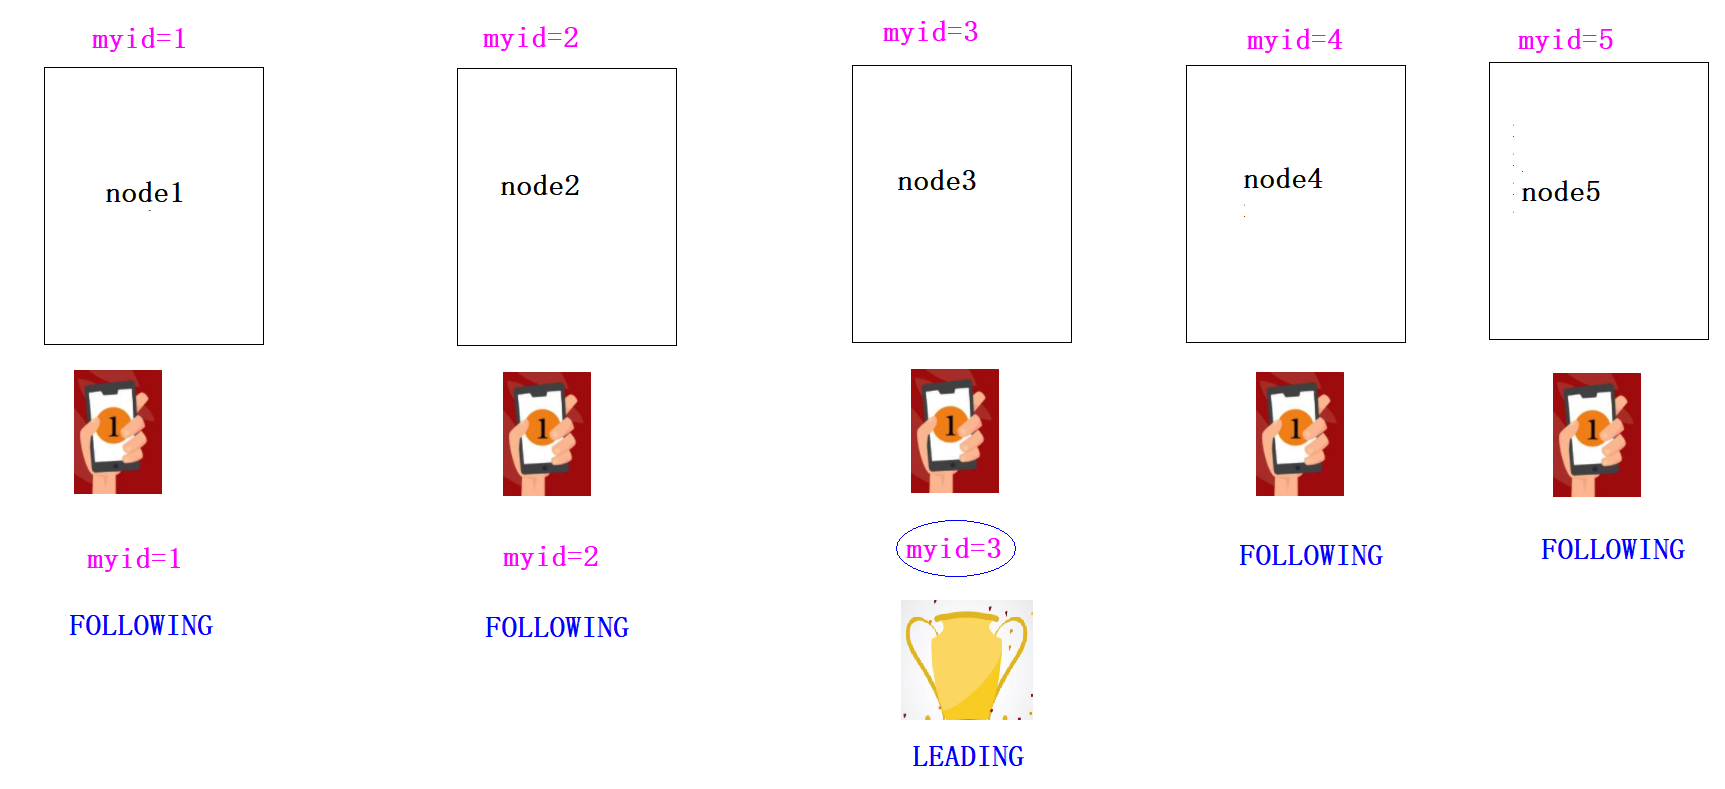 myid=1
myid=2
myid=3
myid=4
myid=5
node1
node2
node3
node4
node5
1
1
1
1
1
myid=1
myid=2
myid=3
FOLLOWING
FOLLOWING
FOLLOWING
FOLLOWING
LEADING